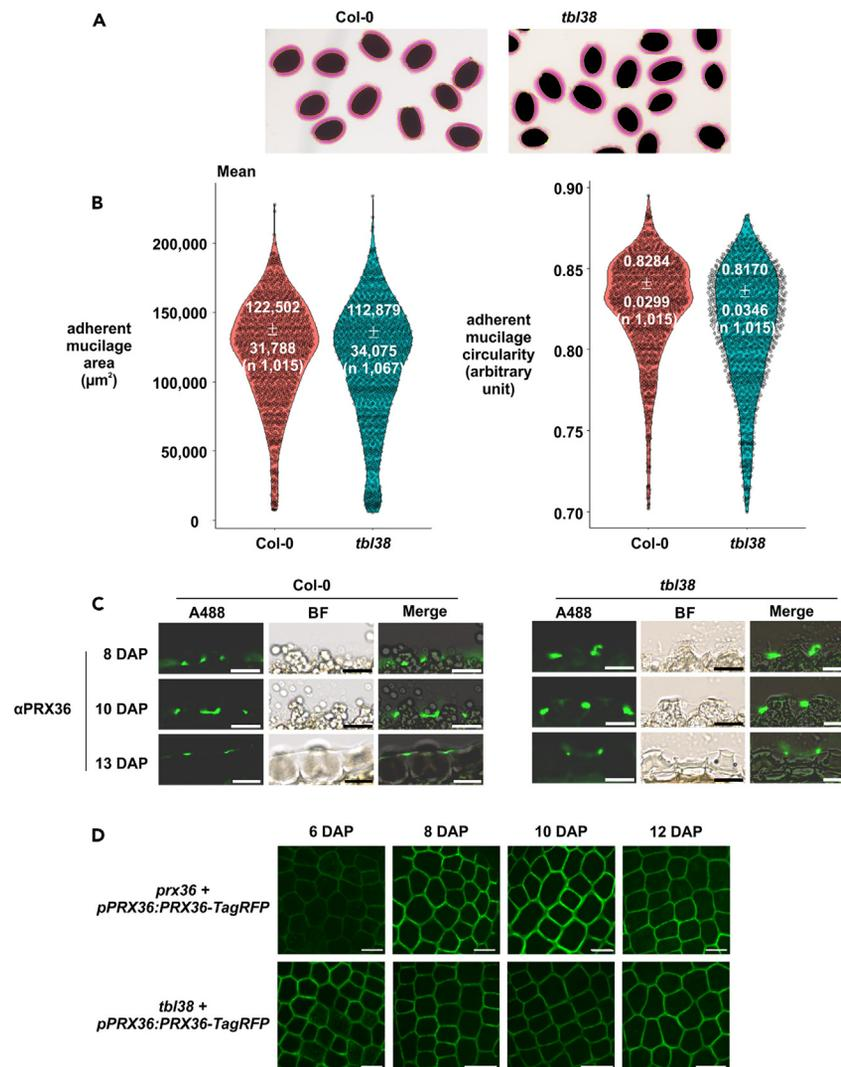 A
Col-0 tbl38
Mean
B
200,000
150,000
100,000
50,000
0
adherent
mucilage
area
(µm²)
122,502
±
31,788
(n 1,015)
112,879
±
34,075
(n 1,067)
Col-0 tbl38
0.90
0.85
0.80
0.75
0.70
adherent
mucilage
circularity
(arbitrary
unit)
0.8284
±
0.0299
(n 1,015)
0.8170
±
0.0346
(n 1,015)
Col-0 tbl38
C
Col-0 tbl38
A488 BF Merge A488 BF Merge
αPRX36
8 DAP
10 DAP
13 DAP
D
6 DAP 8 DAP 10 DAP 12 DAP
prx36 +
pPRX36:PRX36-TagRFP
tbl38 +
pPRX36:PRX36-TagRFP